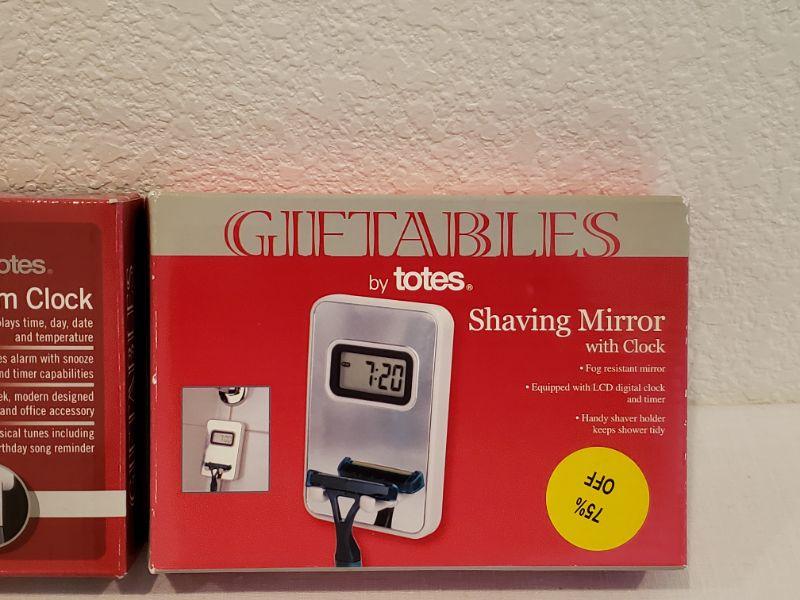 otes®
m Clock
plays time, day, date
and temperature
es alarm with snooze
nd timer capabilities
ek, modern designed
and office accessory
sical tunes including
rthday song reminder
GIFTABLES
GIFTABLES
by totes®
Shaving Mirror
with Clock
• Fog resistant mirror
• Equipped with LCD digital clock
and timer
• Handy shaver holder
keeps shower tidy
7:20
75%
OFF